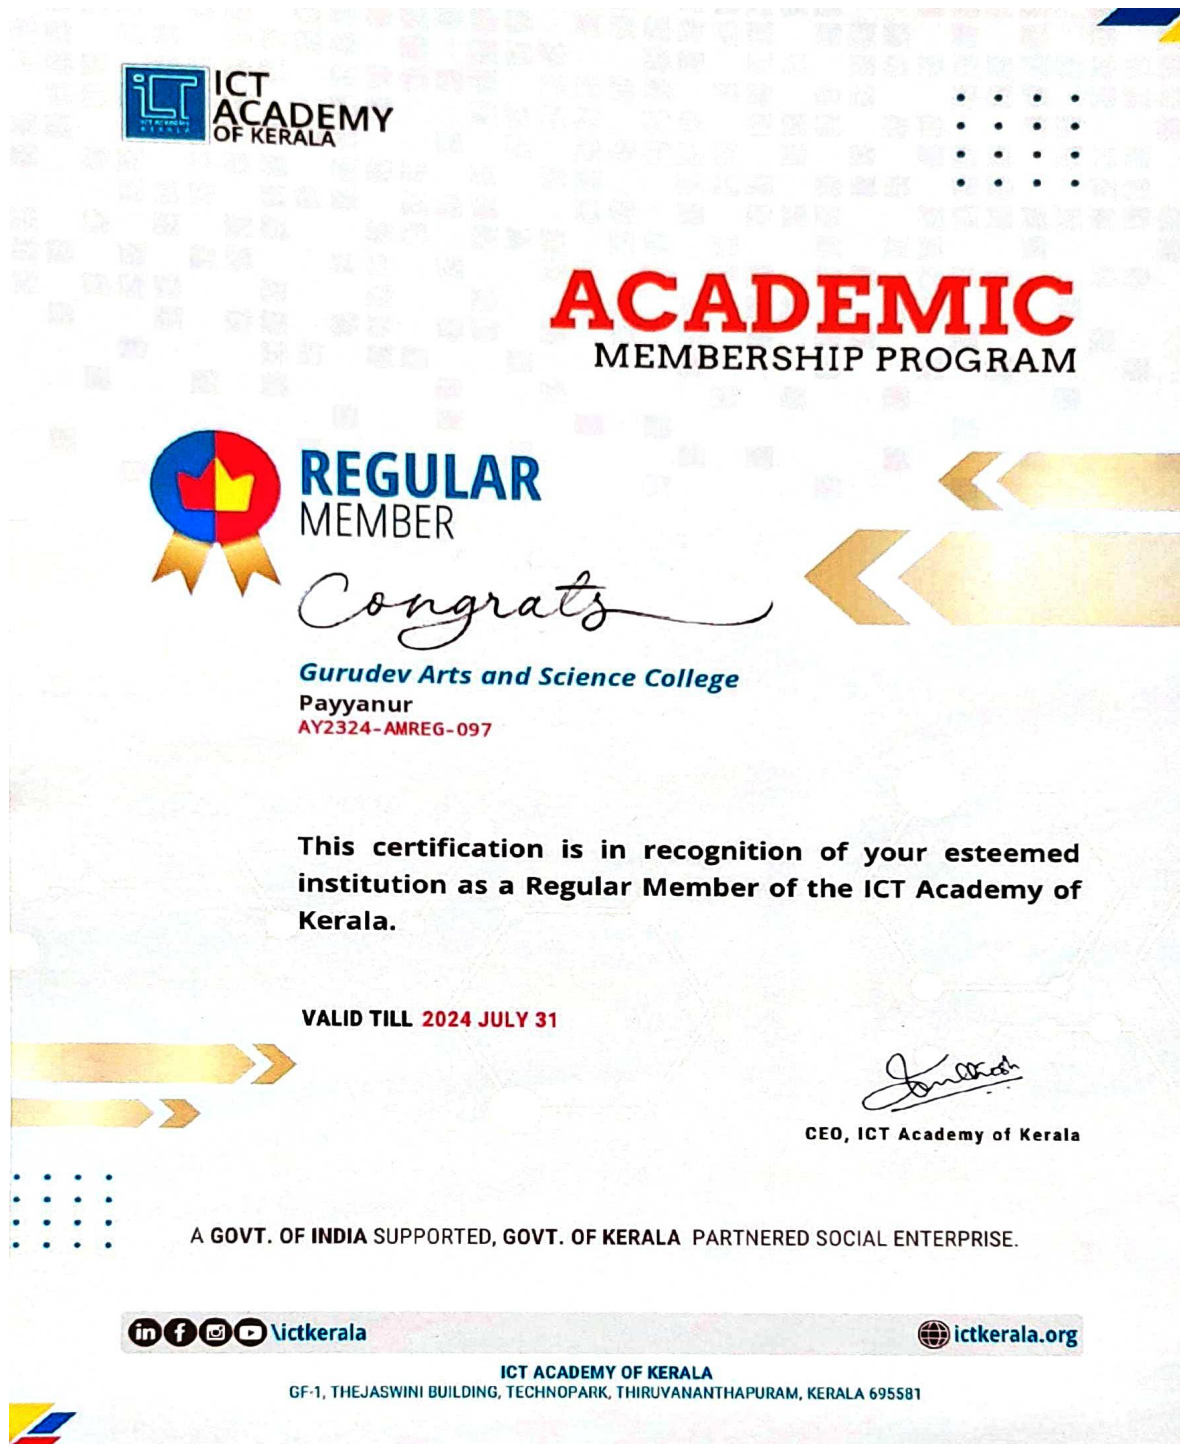 ICT
ACADEMY
OF KERALA
ACADEMIC
MEMBERSHIP PROGRAM
REGULAR
MEMBER
Congrats
Gurudev Arts and Science College
Payyanur
AY2324-AMREG-097
This certification is in recognition of your esteemed
institution as a Regular Member of the ICT Academy of
Kerala.
VALID TILL 2024 JULY 31
CEO, ICT Academy of Kerala
A GOVT. OF INDIA SUPPORTED, GOVT. OF KERALA PARTNERED SOCIAL ENTERPRISE.
\ictkerala
ictkerala.org
ICT ACADEMY OF KERALA
GF-1, THEJASWINI BUILDING, TECHNOPARK, THIRUVANANTHAPURAM, KERALA 695581